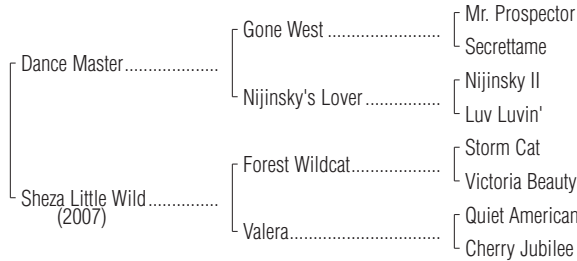 Mr. Prospector
Gone West
Secrettame
Dance Master
Nijinsky II
Nijinsky's Lover
Luv Luvin'
Storm Cat
Forest Wildcat
Victoria Beauty
Sheza Little Wild
(2007)
Quiet American
Valera
Cherry Jubilee